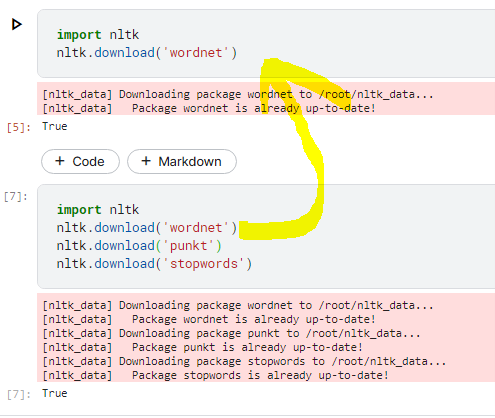 import nltk
nltk.download('wordnet')
[nltk_data] Downloading package wordnet to /root/nltk_data...
[nltk_data]   Package wordnet is already up-to-date!
[5]: True
+ Code + Markdown
[7]:
import nltk
nltk.download('wordnet')
nltk.download('punkt')
nltk.download('stopwords')
[nltk_data] Downloading package wordnet to /root/nltk_data...
[nltk_data]   Package wordnet is already up-to-date!
[nltk_data] Downloading package punkt to /root/nltk_data...
[nltk_data]   Package punkt is already up-to-date!
[nltk_data] Downloading package stopwords to /root/nltk_data...
[nltk_data]   Package stopwords is already up-to-date!
[7]: True